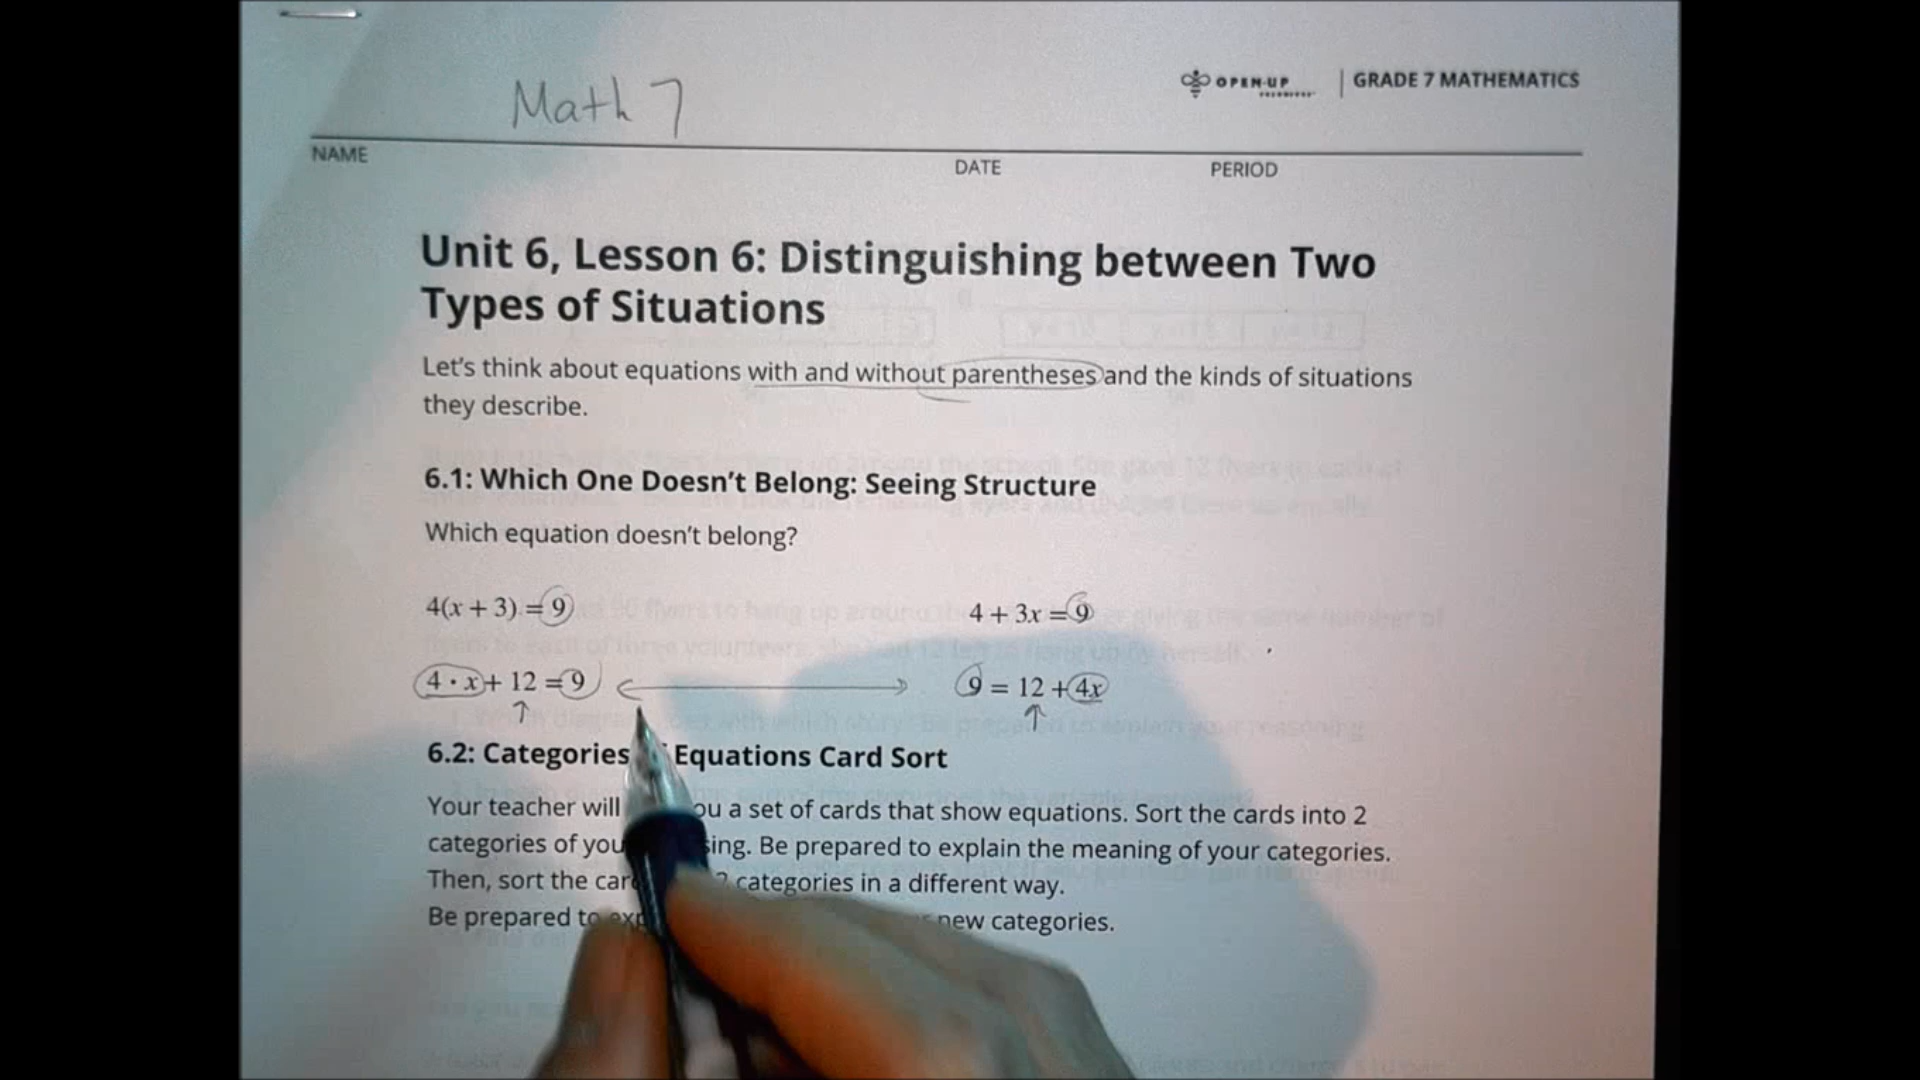 Math 7
OPEN-UP | GRADE 7 MATHEMATICS
NAME DATE PERIOD
Unit 6, Lesson 6: Distinguishing between Two
Types of Situations
Let's think about equations with and without parentheses and the kinds of situations
they describe.
6.1: Which One Doesn't Belong: Seeing Structure
Which equation doesn't belong?
4(x + 3) = 9 4 + 3x = 9
4 · x + 12 = 9 9 = 12 + 4x
6.2: Categories Equations Card Sort
Your teacher will ou a set of cards that show equations. Sort the cards into 2
categories of you sing. Be prepared to explain the meaning of your categories.
Then, sort the car 2 categories in a different way.
Be prepared to exp new categories.